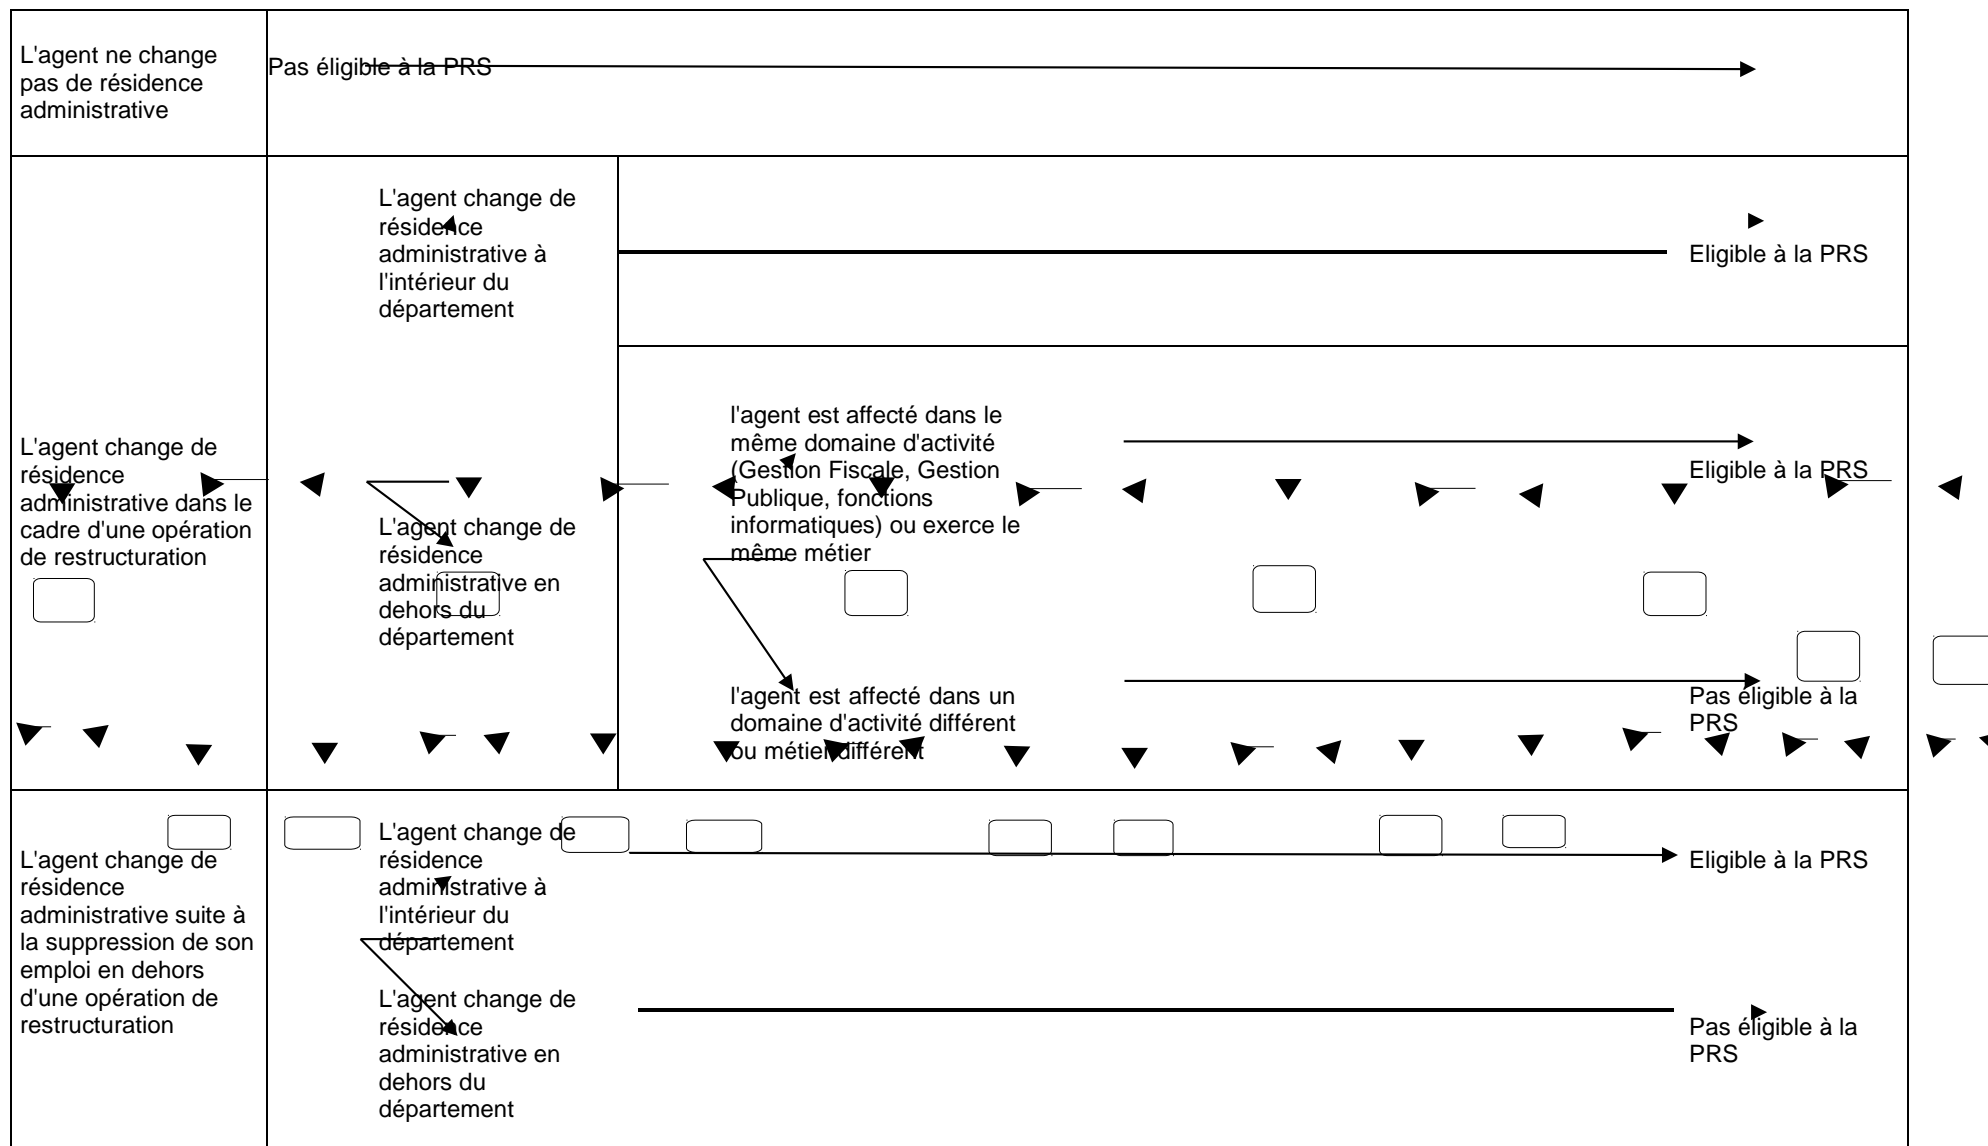 L'agent ne change
pas de résidence
administrative
Pas éligible à la PRS
L'agent change de
résidence
administrative dans le
cadre d'une opération
de restructuration
L'agent change de
résidence
administrative à
l'intérieur du
département
Eligible à la PRS
L'agent change de
résidence
administrative en
dehors du
département
l'agent est affecté dans le
même domaine d'activité
(Gestion Fiscale, Gestion
Publique, fonctions
informatiques) ou exerce le
même métier
Eligible à la PRS
l'agent est affecté dans un
domaine d'activité différent
ou métier différent
Pas éligible à la
PRS
L'agent change de
résidence
administrative suite à
la suppression de son
emploi en dehors
d'une opération de
restructuration
L'agent change de
résidence
administrative à
l'intérieur du
département
Eligible à la PRS
L'agent change de
résidence
administrative en
dehors du
département
Pas éligible à la
PRS